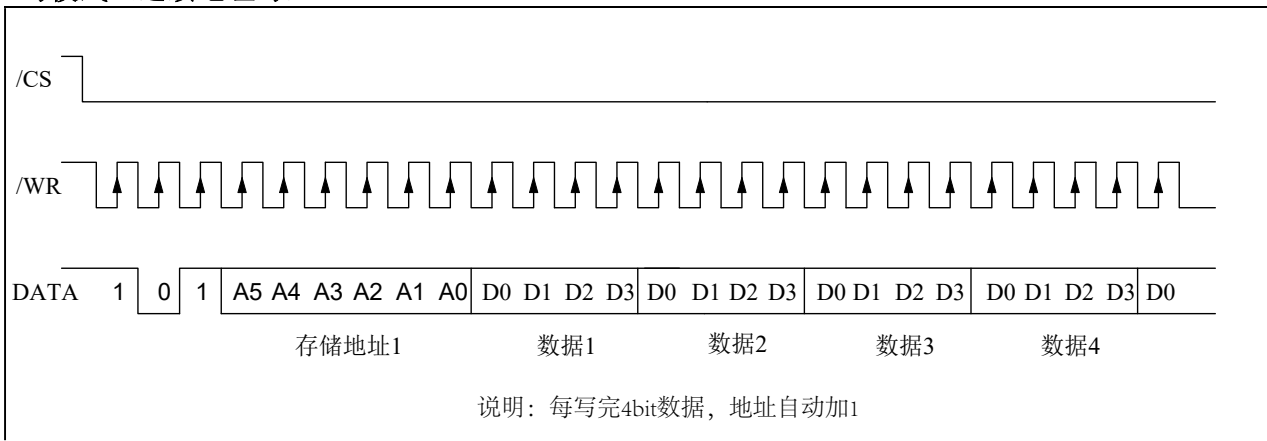 /CS
/WR
DATA 1 0 1 A5 A4 A3 A2 A1 A0 D0 D1 D2 D3 D0 D1 D2 D3 D0 D1 D2 D3 D0 D1 D2 D3 D0
存储地址1 数据1 数据2 数据3 数据4
说明：每写完4bit数据，地址自动加1